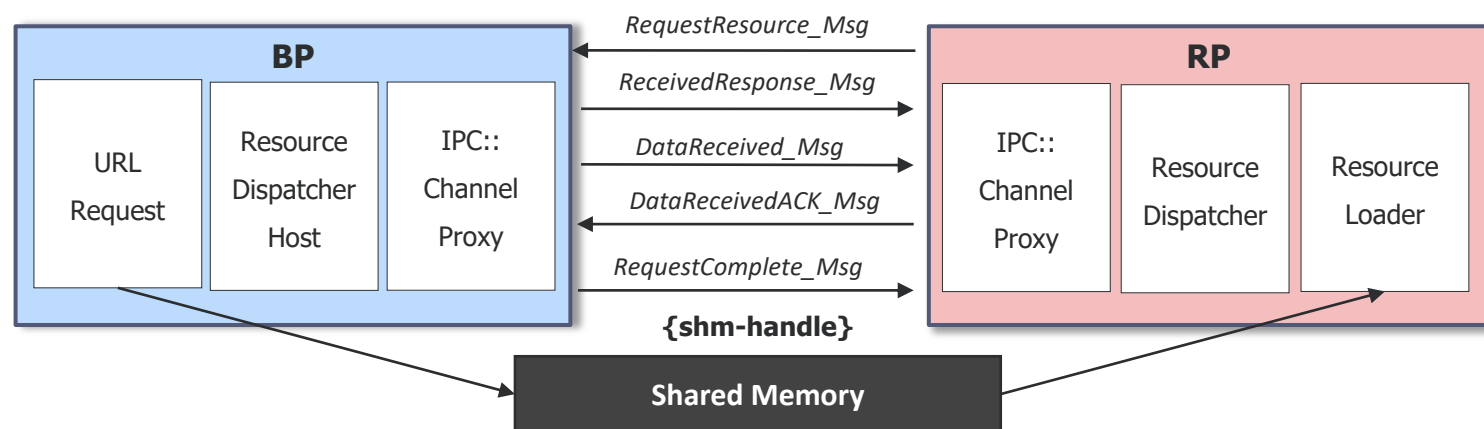 BP
URL
Request
Resource
Dispatcher
Host
IPC::
Channel
Proxy
RequestResource_Msg
ReceivedResponse_Msg
DataReceived_Msg
DataReceivedACK_Msg
RequestComplete_Msg
{shm-handle}
RP
IPC::
Channel
Proxy
Resource
Dispatcher
Resource
Loader
Shared Memory